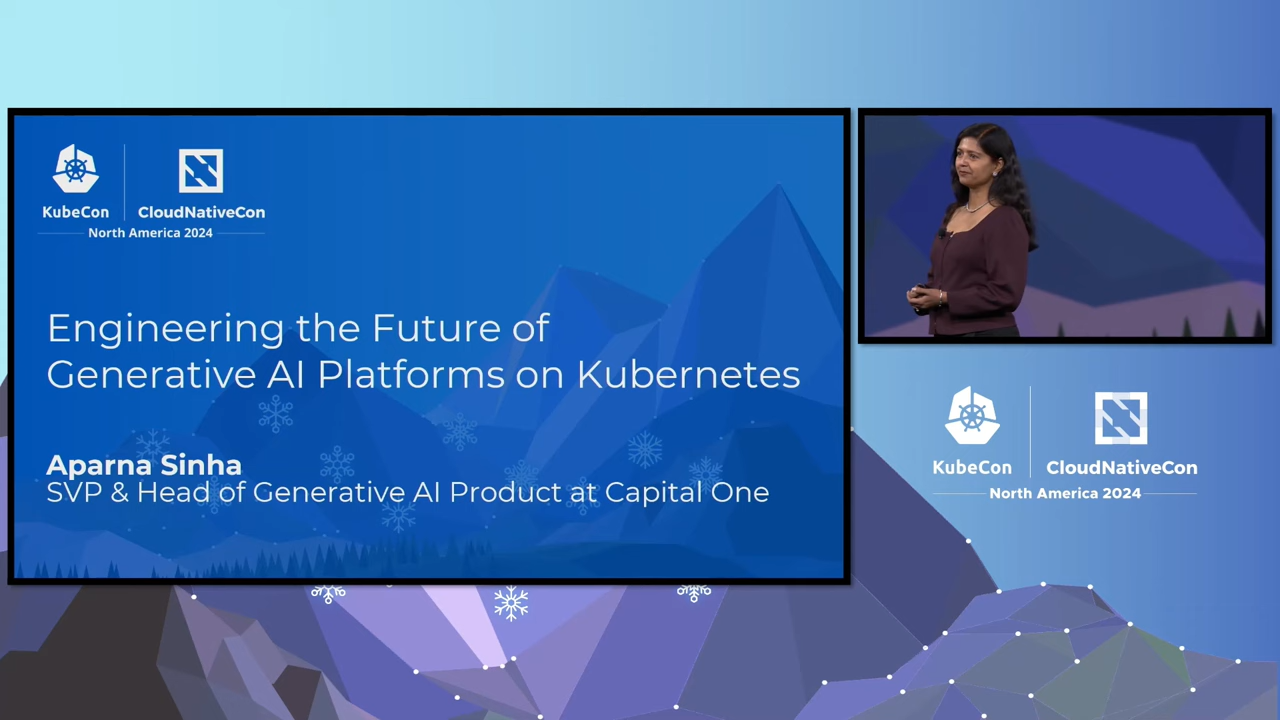 KubeCon
CloudNativeCon
North America 2024
Engineering the Future of
Generative AI Platforms on Kubernetes
Aparna Sinha
SVP & Head of Generative AI Product at Capital One
KubeCon
CloudNativeCon
North America 2024